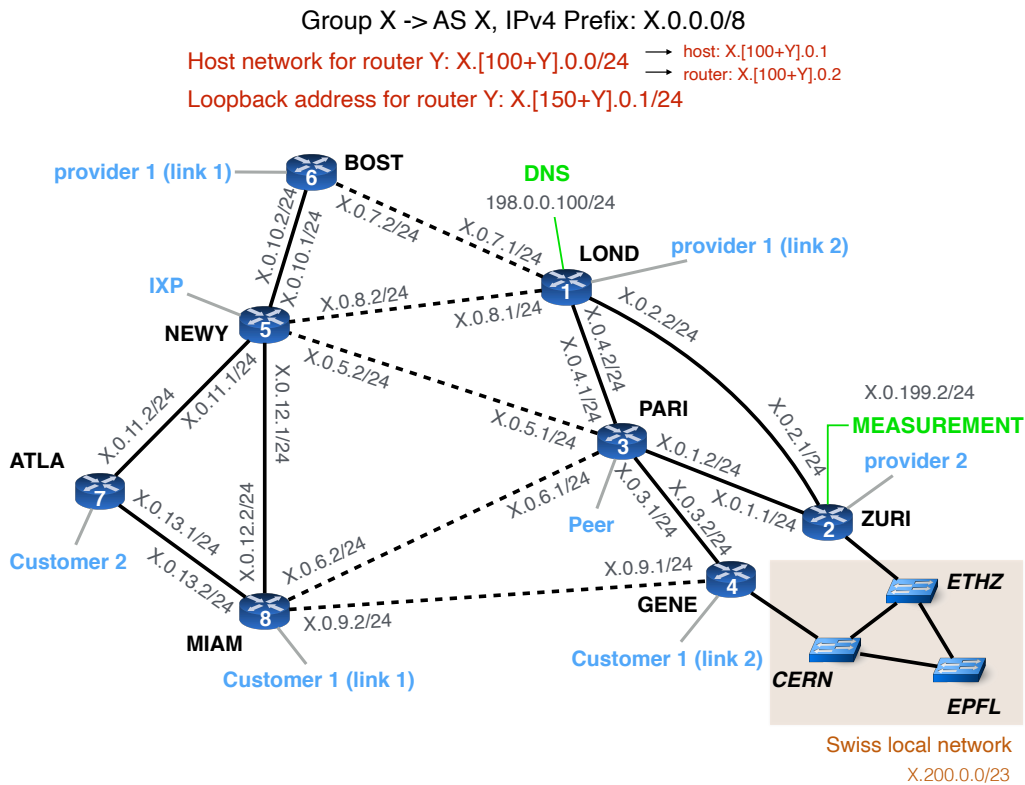 Group X -> AS X, IPv4 Prefix: X.0.0.0/8
Host network for router Y: X.[100+Y].0.0/24
host: X.[100+Y].0.1
router: X.[100+Y].0.2
Loopback address for router Y: X.[150+Y].0.1/24
BOST
provider 1 (link 1)
6
DNS
198.0.0.100/24
X.0.7.2/24
X.0.7.1/24
LOND
provider 1 (link 2)
1
X.0.10.2/24
X.0.10.1/24
IXP
NEWY
5
X.0.8.2/24
X.0.8.1/24
X.0.2.2/24
X.0.4.2/24
X.0.4.1/24
X.0.5.2/24
X.0.5.1/24
X.0.11.2/24
X.0.11.1/24
X.0.12.1/24
PARI
3
X.0.199.2/24
MEASUREMENT
provider 2
X.0.2.1/24
X.0.1.2/24
X.0.1.1/24
2
ZURI
ATLA
7
X.0.6.1/24
Peer
X.0.3.1/24
X.0.3.2/24
X.0.13.1/24
X.0.13.2/24
X.0.12.2/24
Customer 2
X.0.6.2/24
X.0.9.1/24
4
GENE
ETHZ
8
MIAM
X.0.9.2/24
Customer 1 (link 1)
Customer 1 (link 2)
CERN
EPFL
Swiss local network
X.200.0.0/23